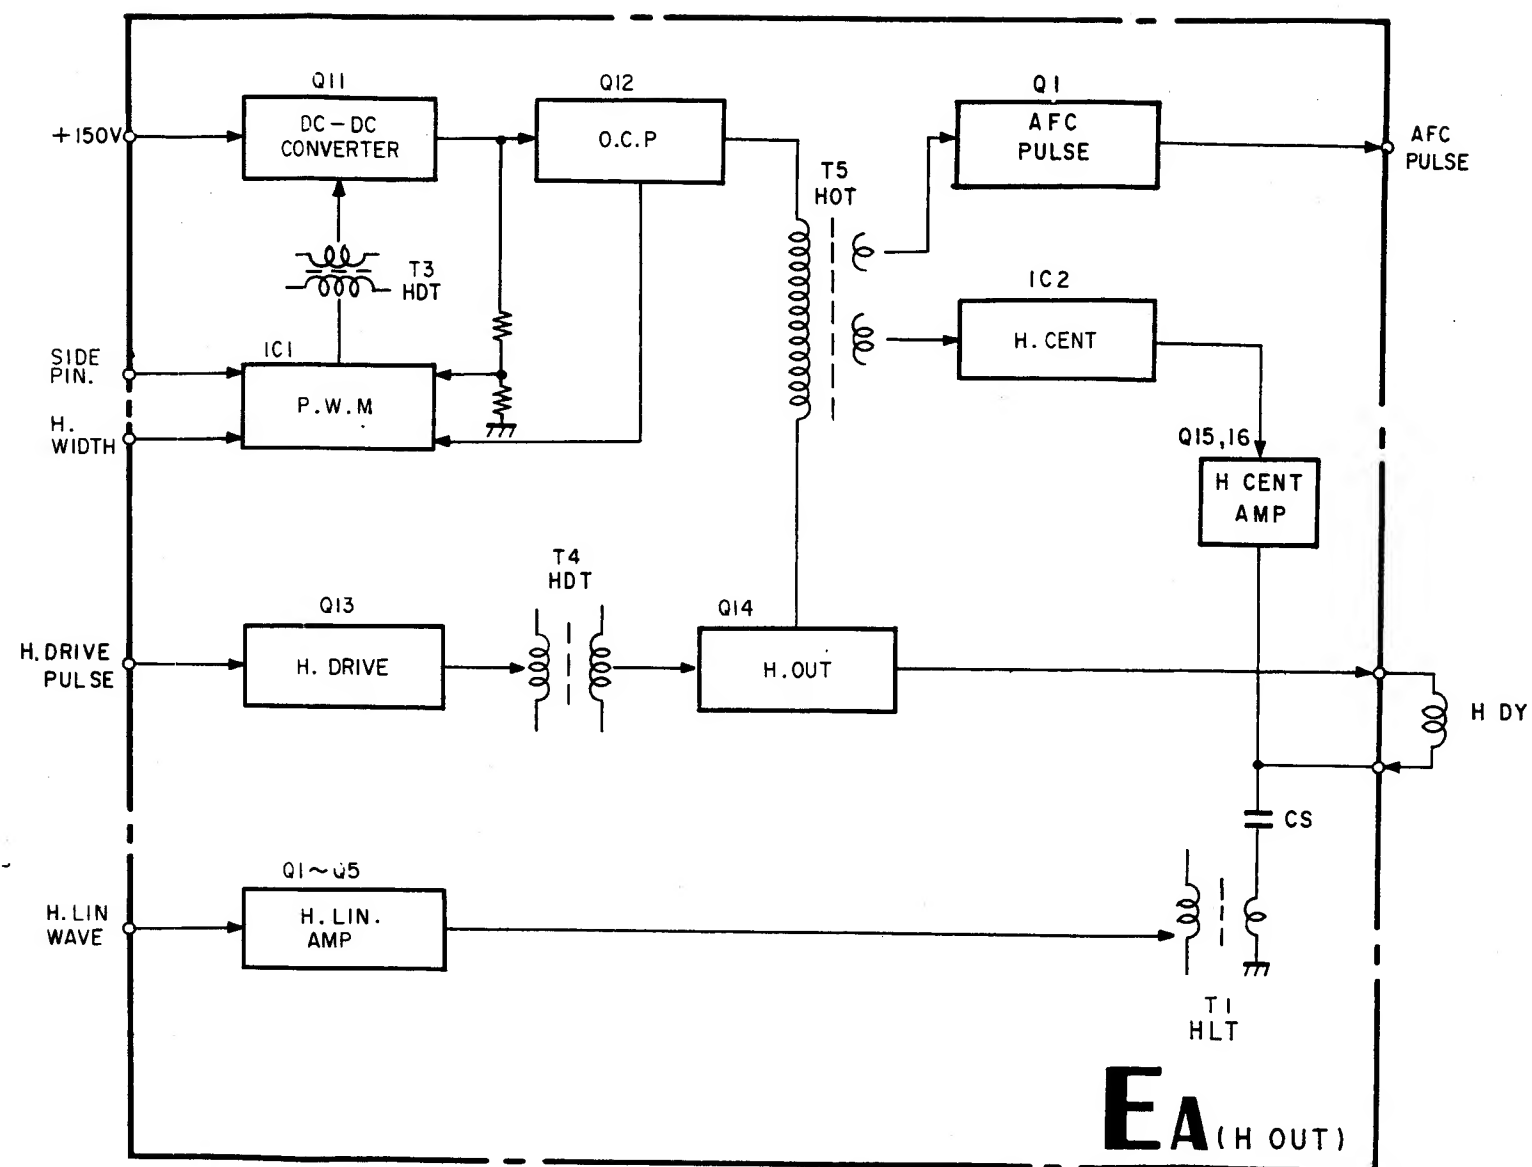 Q11
Q12
Q1
+150V
DC-DC
CONVERTER
O.C.P
AFC
PULSE
AFC
PULSE
T5
HOT
T3
HDT
IC2
H. CENT
SIDE
PIN.
IC1
P.W.M
H.
WIDTH
Q15,16
H CENT
AMP
T4
HDT
Q13
Q14
H.DRIVE
PULSE
H. DRIVE
H.OUT
H DY
CS
Q1~Q5
H.LIN
WAVE
H. LIN.
AMP
T1
HLT
EA (H OUT)